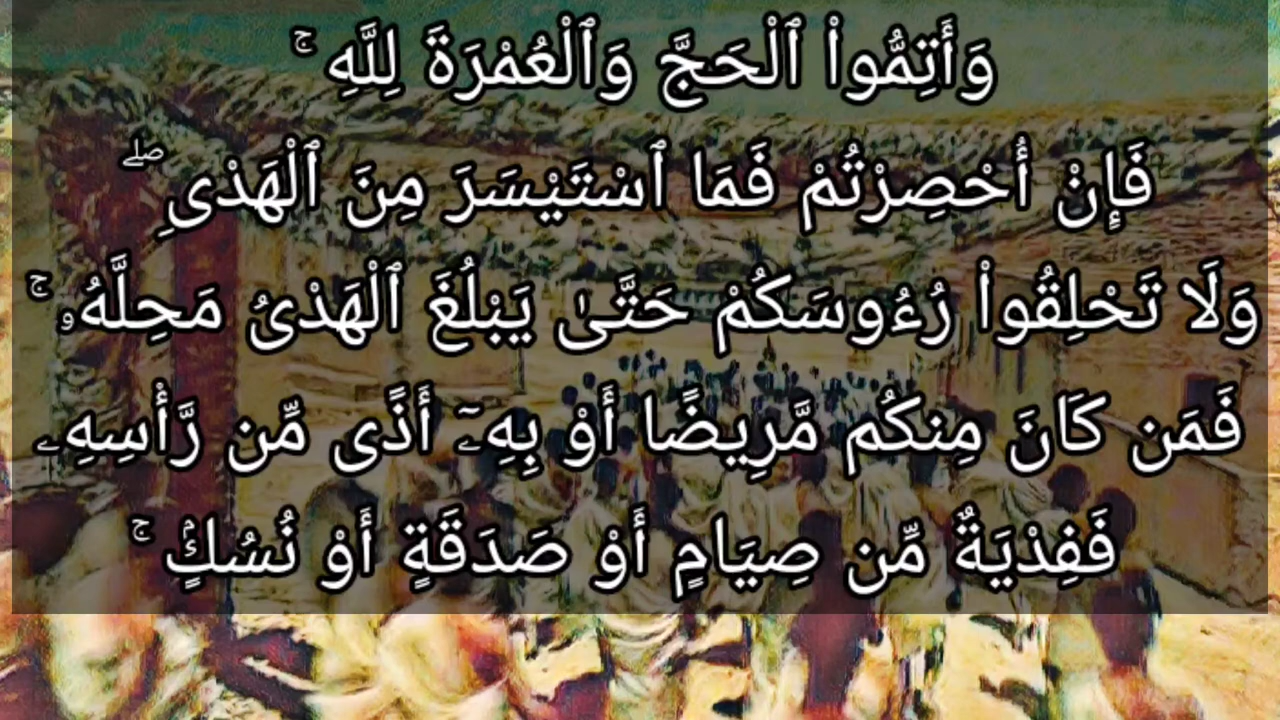 وَأَتِمُّوا۟ ٱلْحَجَّ وَٱلْعُمْرَةَ لِلَّهِ ۚ
فَإِنْ أُحْصِرْتُمْ فَمَا ٱسْتَيْسَرَ مِنَ ٱلْهَدْىِ ۖ
وَلَا تَحْلِقُوا۟ رُءُوسَكُمْ حَتَّىٰ يَبْلُغَ ٱلْهَدْىُ مَحِلَّهُۥ ۚ
فَمَن كَانَ مِنكُم مَّرِيضًا أَوْ بِهِۦٓ أَذًى مِّن رَّأْسِهِۦ
فَفِدْيَةٌ مِّن صِيَامٍ أَوْ صَدَقَةٍ أَوْ نُسُكٍۢ ۚ